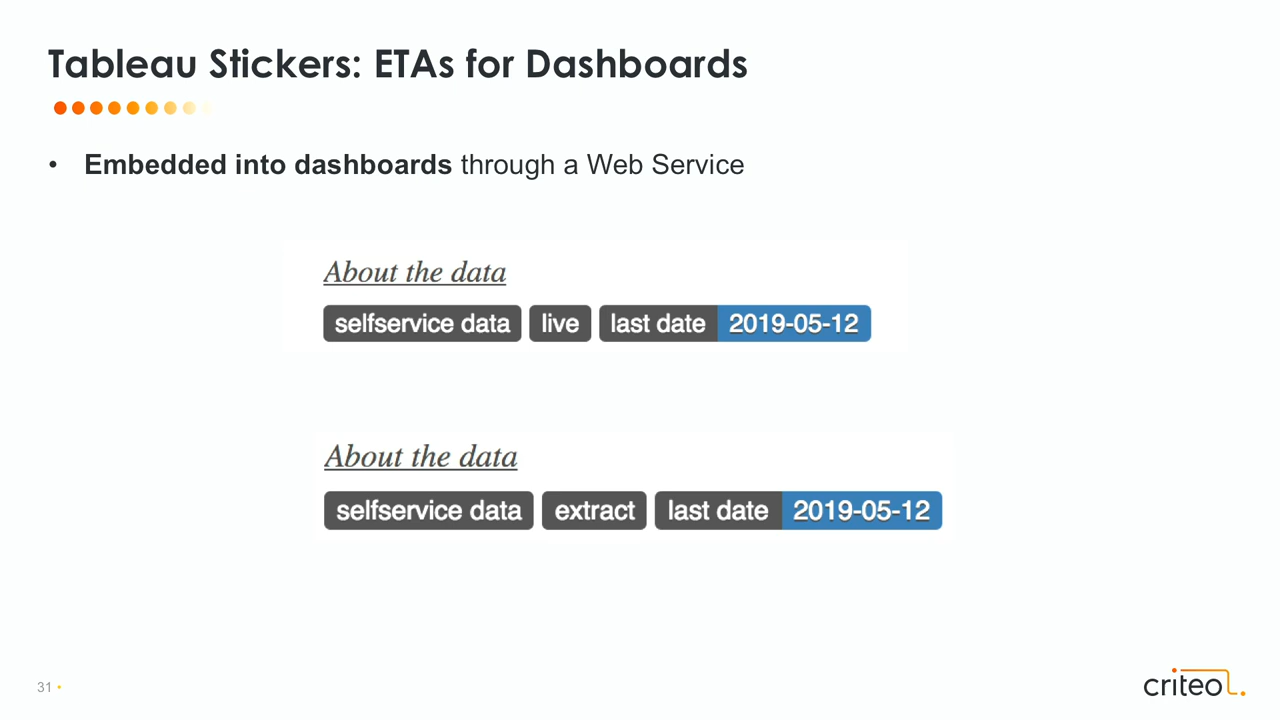 Tableau Stickers: ETAs for Dashboards
• Embedded into dashboards through a Web Service
About the data
selfservice data live last date 2019-05-12
About the data
selfservice data extract last date 2019-05-12
31 •
criteo